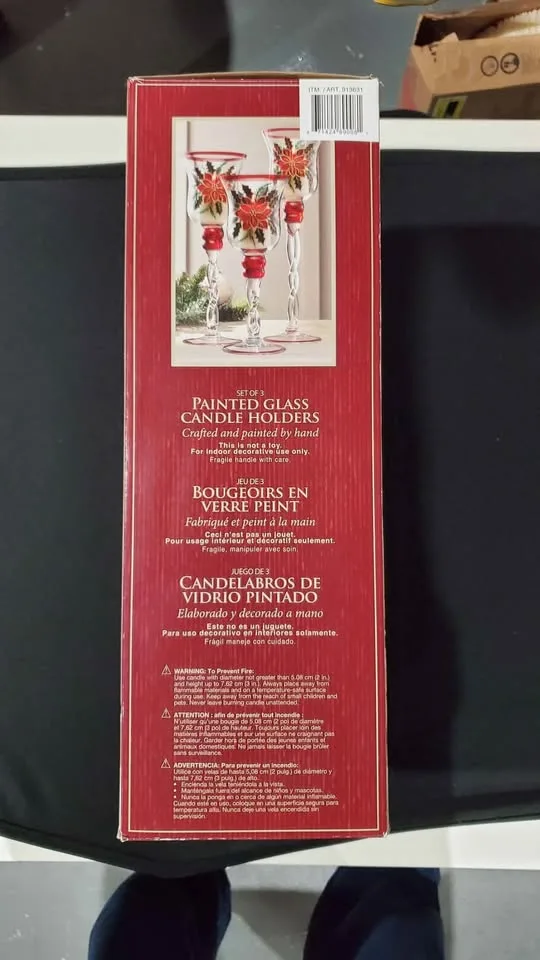 ITM. / ART. 919631
SET OF 3
PAINTED GLASS
CANDLE HOLDERS
Crafted and painted by hand
This is not a toy.
For indoor decorative use only.
Fragile handle with care.
JEU DE 3
BOUGEOIRS EN
VERRE PEINT
Fabriqué et peint à la main
Ceci n'est pas un jouet.
Pour usage intérieur et décoratif seulement.
Fragile, manipuler avec soin.
JUEGO DE 3
CANDELABROS DE
VIDRIO PINTADO
Elaborado y decorado a mano
Este no es un juguete.
Para uso decorativo en interiores solamente.
Frágil maneje con cuidado.
WARNING: To Prevent Fire:
Use candle with diameter not greater than 5,08 cm (2 in.)
and height up to 7,62 cm (3 in.). Always place away from
flammable materials and on a temperature-safe surface
during use. Keep away from the reach of small children and
pets. Never leave burning candle unattended.
ATTENTION : afin de prévenir tout incendie :
N'utiliser qu'une bougie de 5,08 cm (2 po) de diamètre
et 7,62 cm (3 po) de hauteur. Toujours placer loin des
matières inflammables et sur une surface ne craignant pas
la chaleur. Garder hors de portée des jeunes enfants et
animaux domestiques. Ne jamais laisser la bougie brûler
sans surveillance.
ADVERTENCIA: Para prevenir un incendio:
Utilice con velas de hasta 5,08 cm (2 pulg.) de diámetro y
hasta 7,62 cm (3 pulg.) de alto.
• Encienda la vela teniéndola a la vista.
• Manténgala fuera del alcance de niños y mascotas.
• Nunca la ponga en o cerca de algún material inflamable.
Cuando esté en uso, coloque en una superficie segura para
temperatura alta. Nunca deje una vela encendida sin
supervisión.